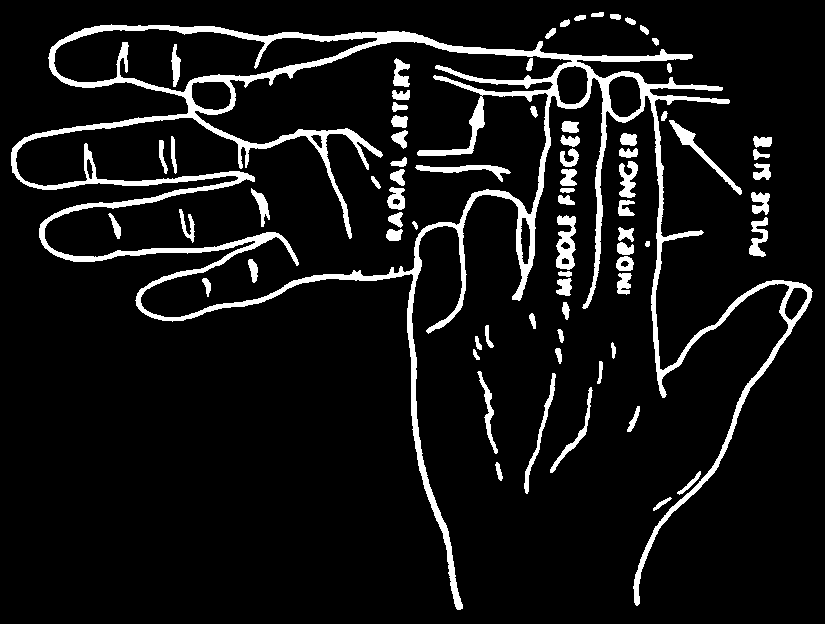 RADIAL ARTERY
MIDDLE FINGER
INDEX FINGER
PULSE SITE